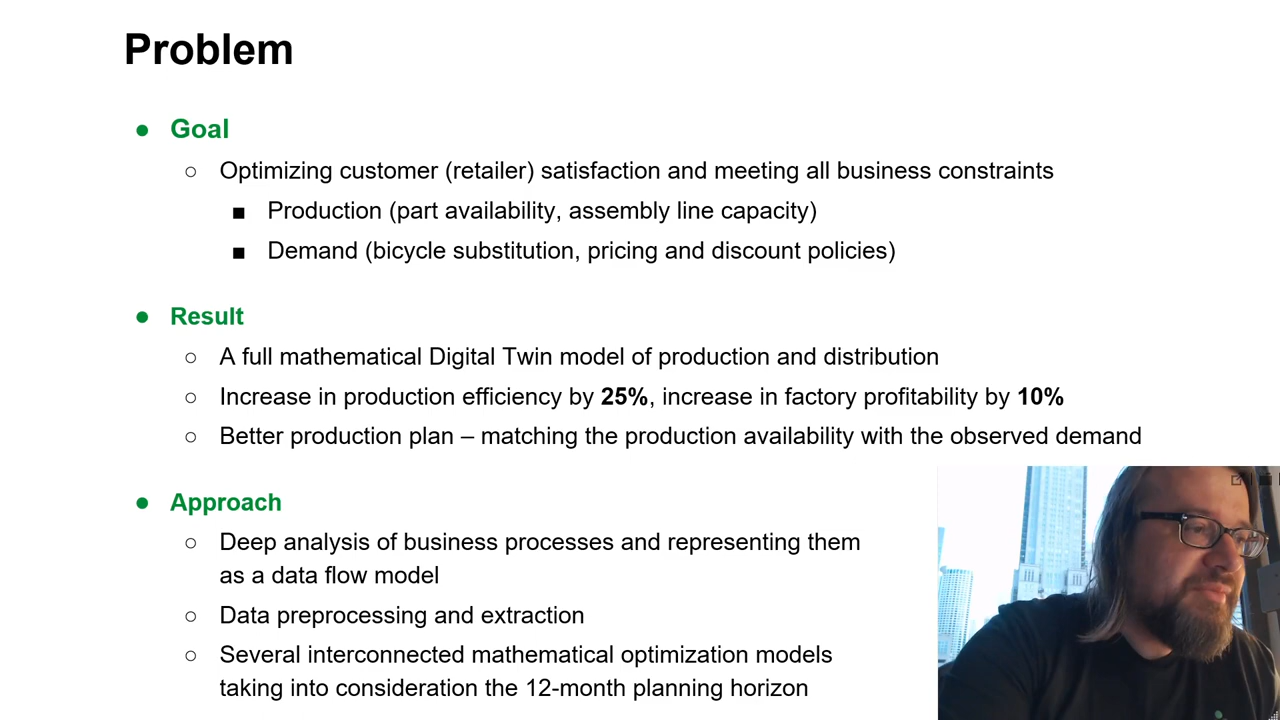 Problem
● Goal
○ Optimizing customer (retailer) satisfaction and meeting all business constraints
■ Production (part availability, assembly line capacity)
■ Demand (bicycle substitution, pricing and discount policies)
● Result
○ A full mathematical Digital Twin model of production and distribution
○ Increase in production efficiency by 25%, increase in factory profitability by 10%
○ Better production plan – matching the production availability with the observed demand
● Approach
○ Deep analysis of business processes and representing them
as a data flow model
○ Data preprocessing and extraction
○ Several interconnected mathematical optimization models
taking into consideration the 12-month planning horizon